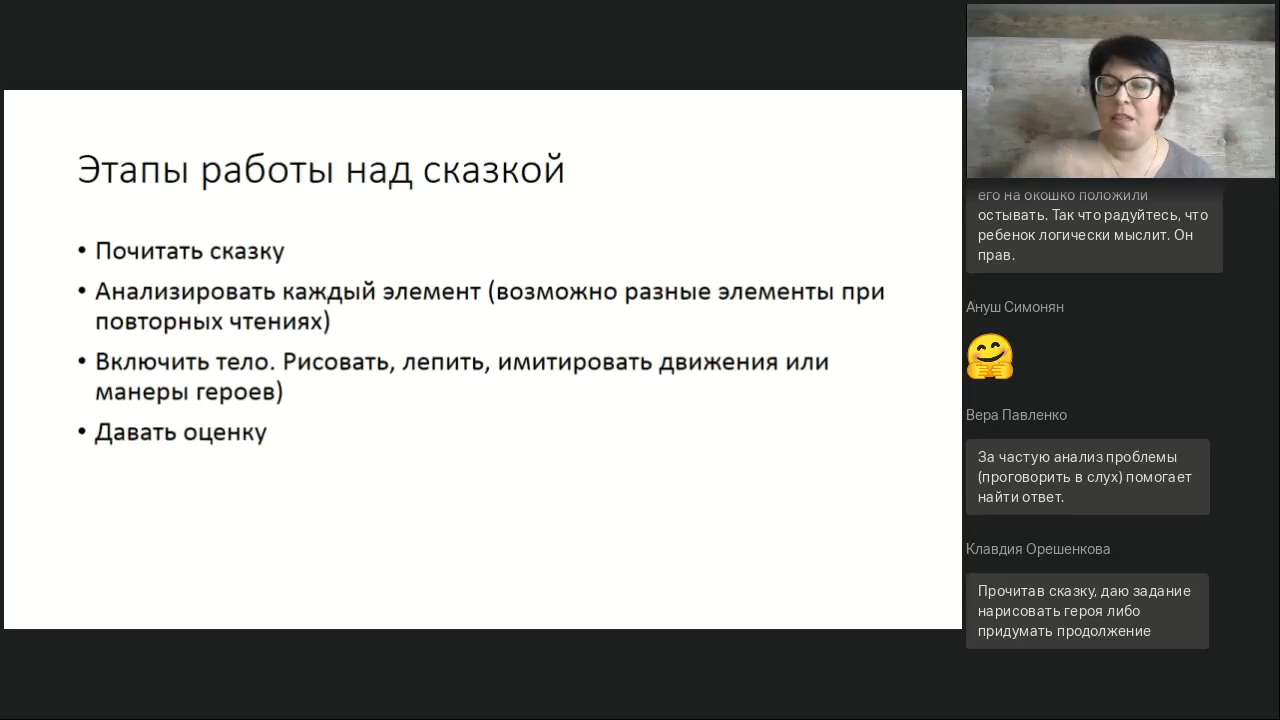 Этапы работы над сказкой
• Почитать сказку
• Анализировать каждый элемент (возможно разные элементы при
повторных чтениях)
• Включить тело. Рисовать, лепить, имитировать движения или
манеры героев)
• Давать оценку
его на окошко положили
остывать. Так что радуйтесь, что
ребенок логически мыслит. Он
прав.
Ануш Симонян
Вера Павленко
За частую анализ проблемы
(проговорить в слух) помогает
найти ответ.
Клавдия Орешенкова
Прочитав сказку, даю задание
нарисовать героя либо
придумать продолжение